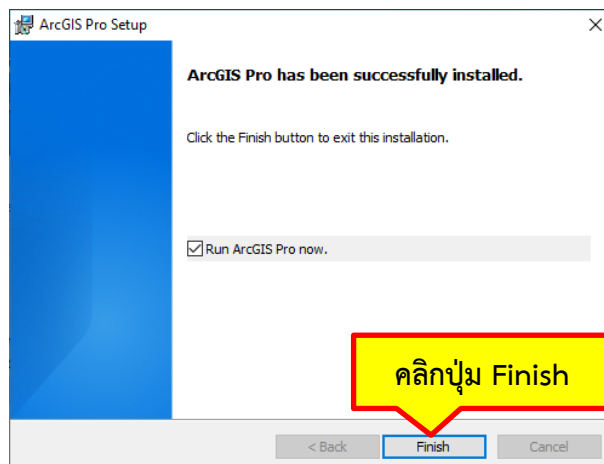 ArcGIS Pro Setup
ArcGIS Pro has been successfully installed.
Click the Finish button to exit this installation.
Run ArcGIS Pro now.
คลิกปุ่ม Finish
< Back
Finish
Cancel